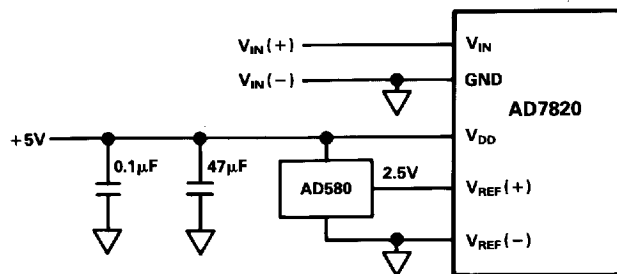 V_IN(+)
V_IN
V_IN(−)
GND
AD7820
+5V
V_DD
0.1μF
47μF
AD580
2.5V
V_REF(+)
V_REF(−)